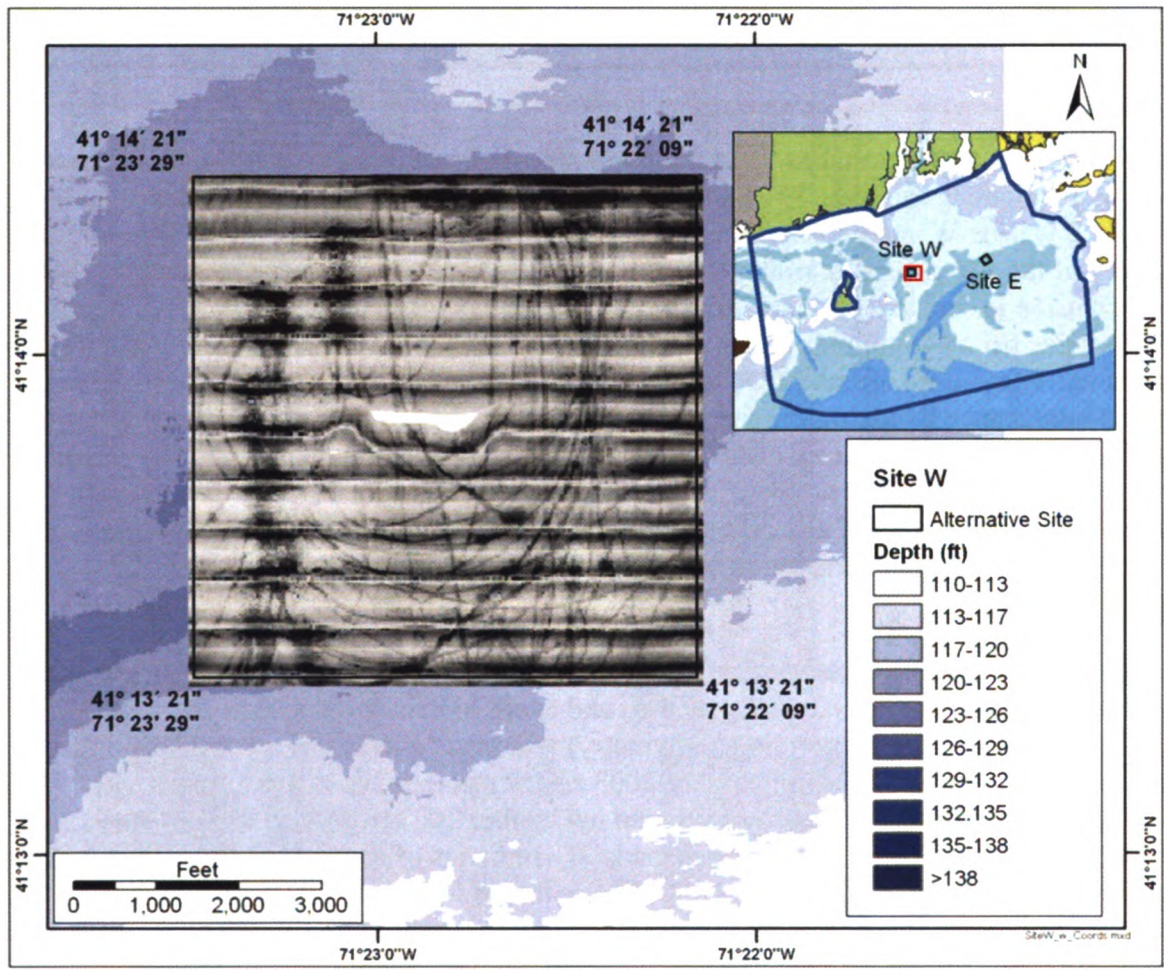 71°23'0"W
71°22'0"W
N
41° 14' 21"
71° 23' 29"
41° 14' 21"
71° 22' 09"
Site W
Site E
41°14'0"N
41°14'0"N
Site W
Alternative Site
Depth (ft)
110-113
113-117
117-120
120-123
123-126
126-129
129-132
132.135
135-138
>138
41° 13' 21"
71° 23' 29"
41° 13' 21"
71° 22' 09"
41°13'0"N
41°13'0"N
Feet
0 1,000 2,000 3,000
SiteW_w_Coords.mxd
71°23'0"W
71°22'0"W